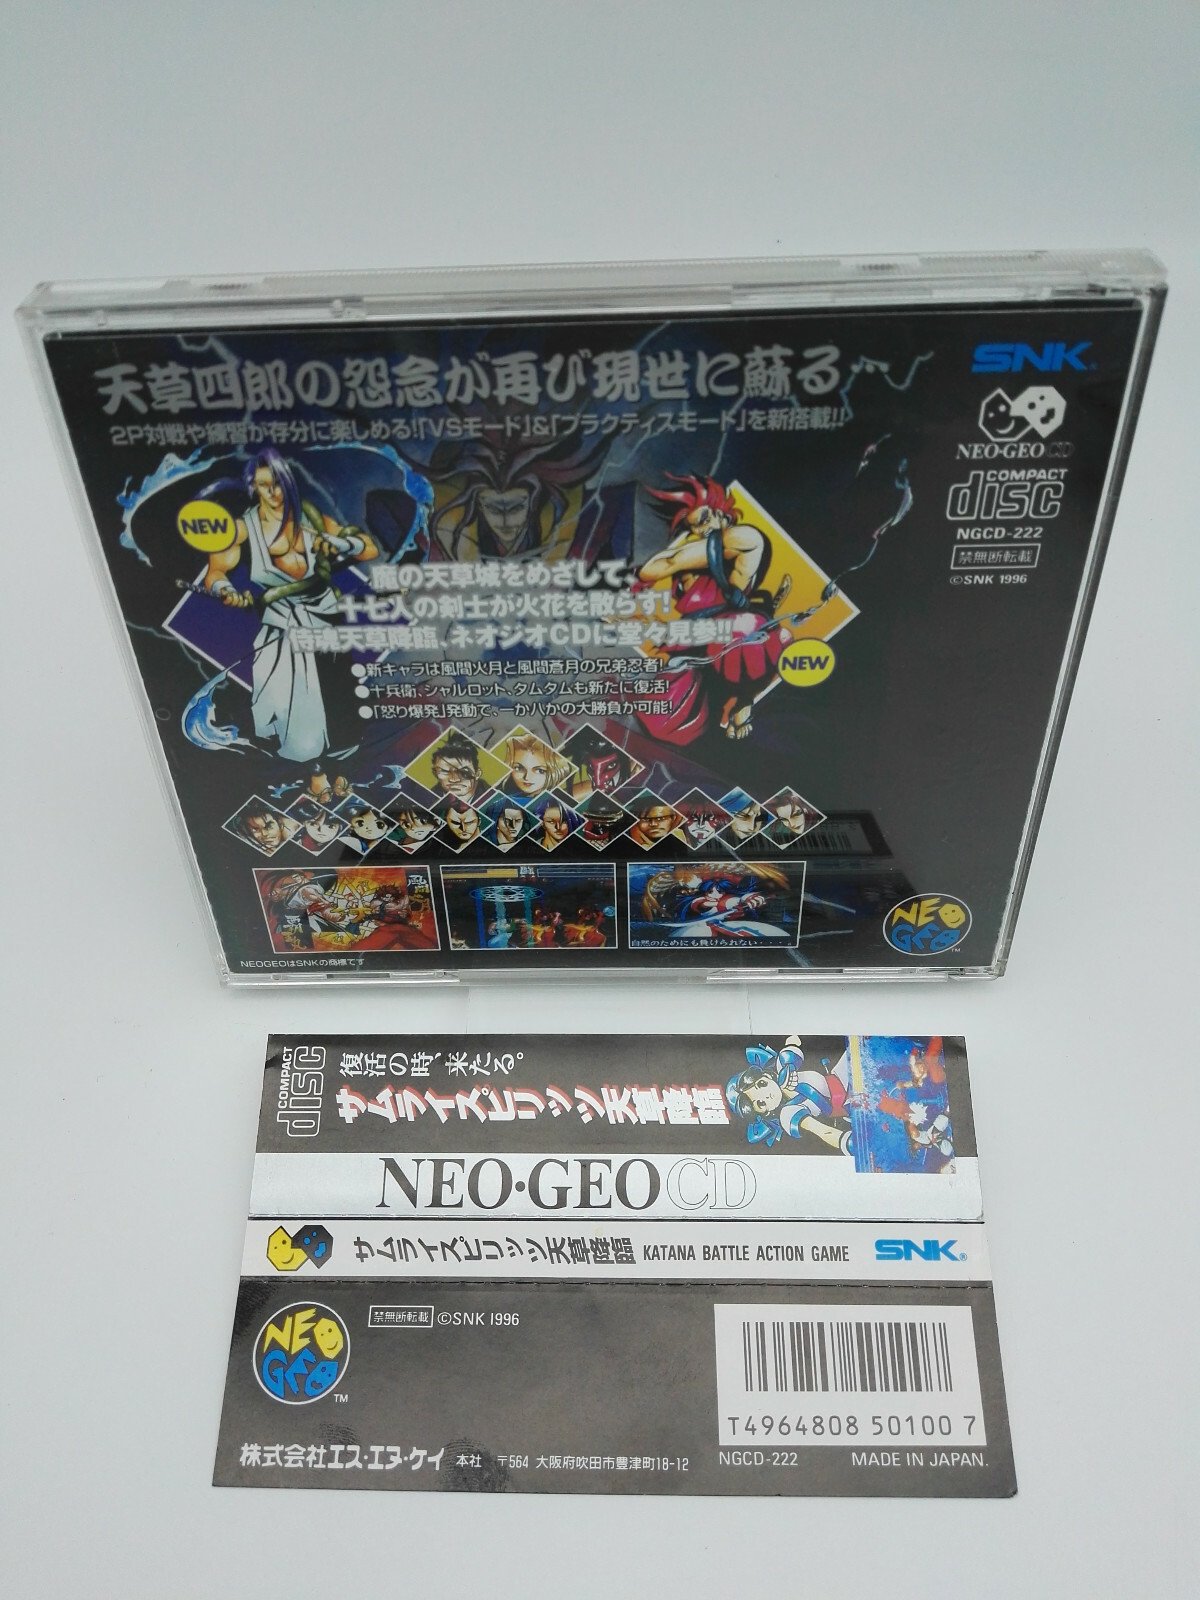 天草四郎の怨念が再び現世に蘇る…
2P対戦や練習が存分に楽しめる!「VSモード」&「プラクティスモード」を新搭載!!
SNK®
NEO•GEO CD
COMPACT
disc
NGCD-222
禁無断転載
©SNK 1996
NEW
魔の天草城をめざして、
十七人の剣士が火花を散らす!
侍魂天草降臨、ネオジオCDに堂々見参!!
●新キャラは風間火月と風間蒼月の兄弟忍者!
●十兵衛、シャルロット、タムタムも新たに復活!
●「怒り爆発」発動で、一か八かの大勝負が可能!
NEW
自然のためにも負けられない・・・・。
NEO
GEO
TM
NEOGEOはSNKの商標です
COMPACT
disc
復活の時、来たる。
サムライスピリッツ天草降臨
NEO•GEO CD
サムライスピリッツ天草降臨 KATANA BATTLE ACTION GAME SNK®
NEO
GEO
TM
禁無断転載 ©SNK 1996
T4964808 50100 7
株式会社エス・エヌ・ケイ 本社 〒564 大阪府吹田市豊津町18-12
NGCD-222 MADE IN JAPAN.